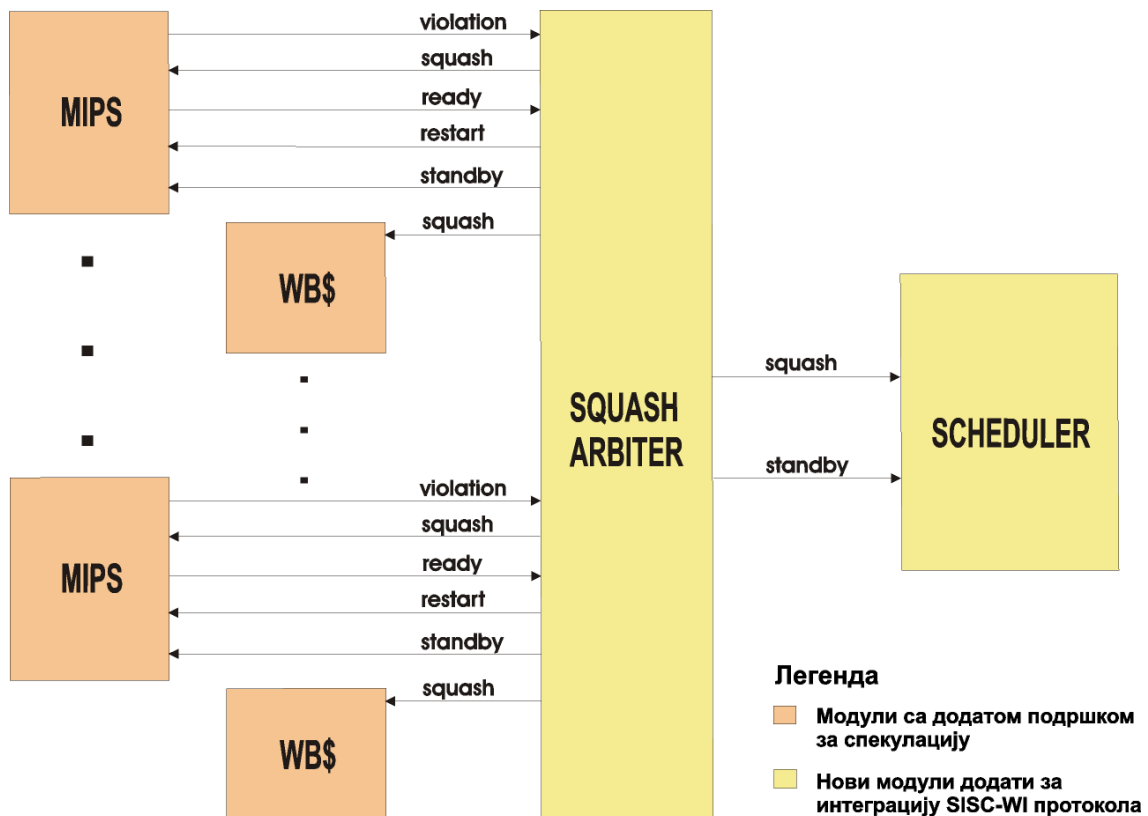 violation
squash
MIPS
ready
restart
standby
squash
WB$
squash
SQUASH
ARBITER
SCHEDULER
standby
violation
squash
MIPS
ready
restart
standby
squash
WB$
Легенда
Модули са додатом подршком
за спекулацију
Нови модули додати за
интеграцију SISC-WI протокола